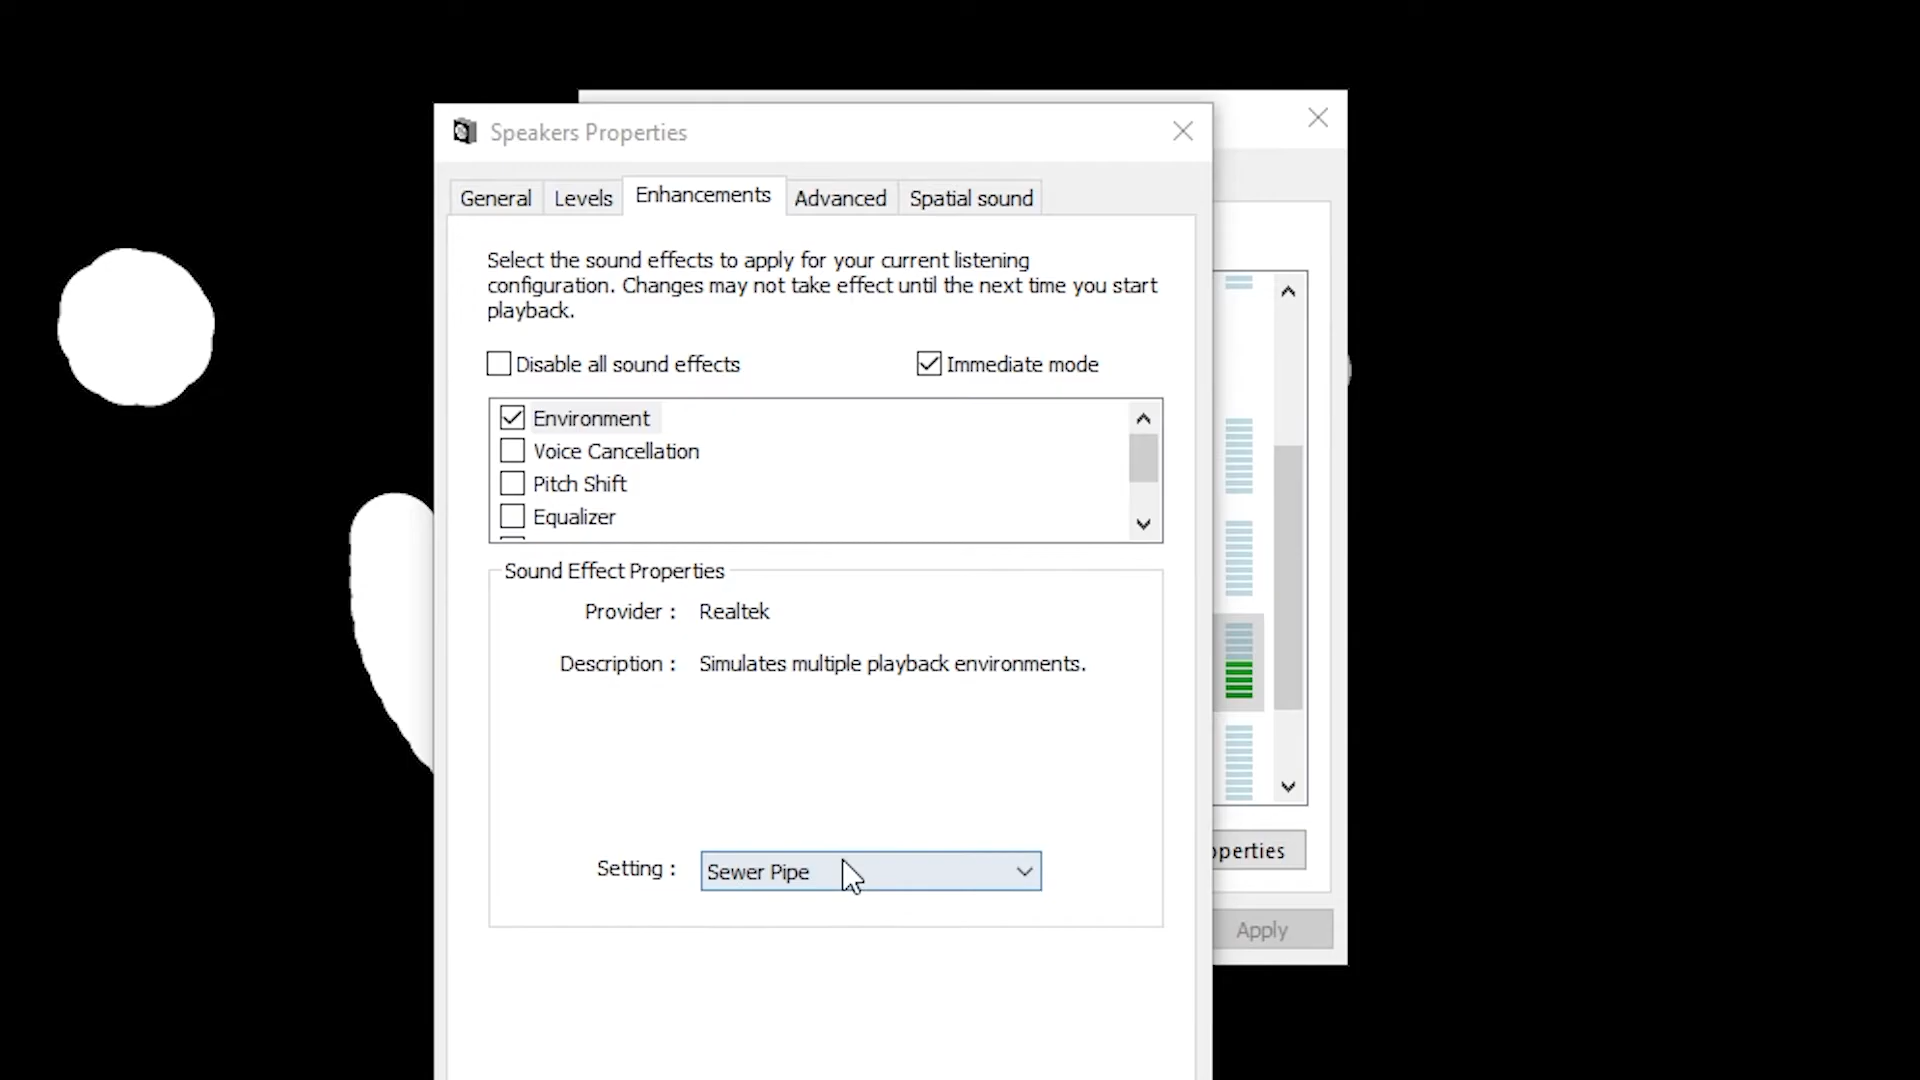 Speakers Properties
General Levels Enhancements Advanced Spatial sound
Select the sound effects to apply for your current listening
configuration. Changes may not take effect until the next time you start
playback.
Disable all sound effects Immediate mode
Environment
Voice Cancellation
Pitch Shift
Equalizer
Sound Effect Properties
Provider : Realtek
Description : Simulates multiple playback environments.
operties
Setting : Sewer Pipe
Apply